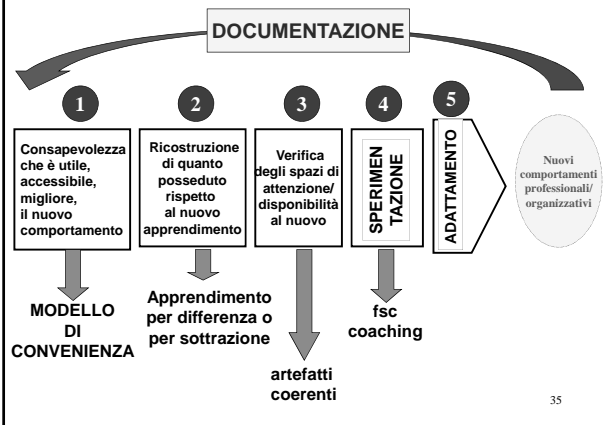 DOCUMENTAZIONE
1
2
3
4
5
Consapevolezza
che è utile,
accessibile,
migliore,
il nuovo
comportamento
Ricostruzione
di quanto
posseduto
rispetto
al nuovo
apprendimento
Verifica
degli spazi di
attenzione/
disponibilità
al nuovo
SPERIMEN
TAZIONE
ADATTAMENTO
Nuovi
comportamenti
professionali/
organizzativi
MODELLO
DI
CONVENIENZA
Apprendimento
per differenza o
per sottrazione
artefatti
coerenti
fsc
coaching
35